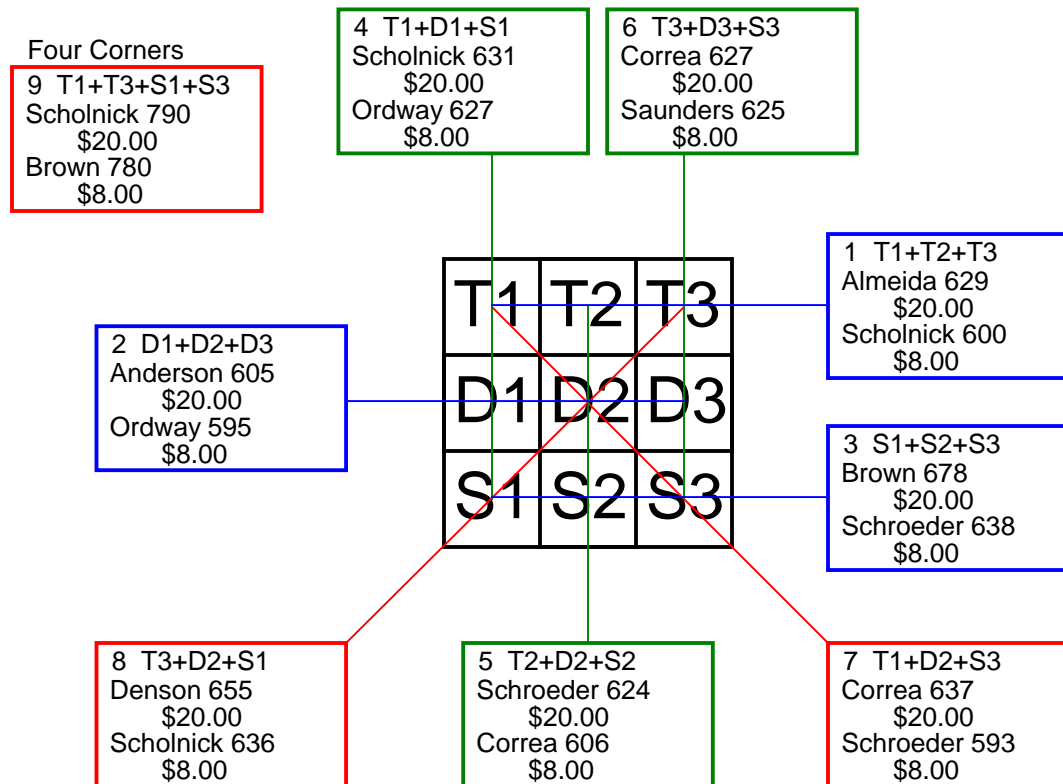 Four Corners
9 T1+T3+S1+S3
Scholnick 790
$20.00
Brown 780
$8.00
4 T1+D1+S1
Scholnick 631
$20.00
Ordway 627
$8.00
6 T3+D3+S3
Correa 627
$20.00
Saunders 625
$8.00
1 T1+T2+T3
Almeida 629
$20.00
Scholnick 600
$8.00
2 D1+D2+D3
Anderson 605
$20.00
Ordway 595
$8.00
T1 T2 T3
D1 D2 D3
S1 S2 S3
3 S1+S2+S3
Brown 678
$20.00
Schroeder 638
$8.00
8 T3+D2+S1
Denson 655
$20.00
Scholnick 636
$8.00
5 T2+D2+S2
Schroeder 624
$20.00
Correa 606
$8.00
7 T1+D2+S3
Correa 637
$20.00
Schroeder 593
$8.00